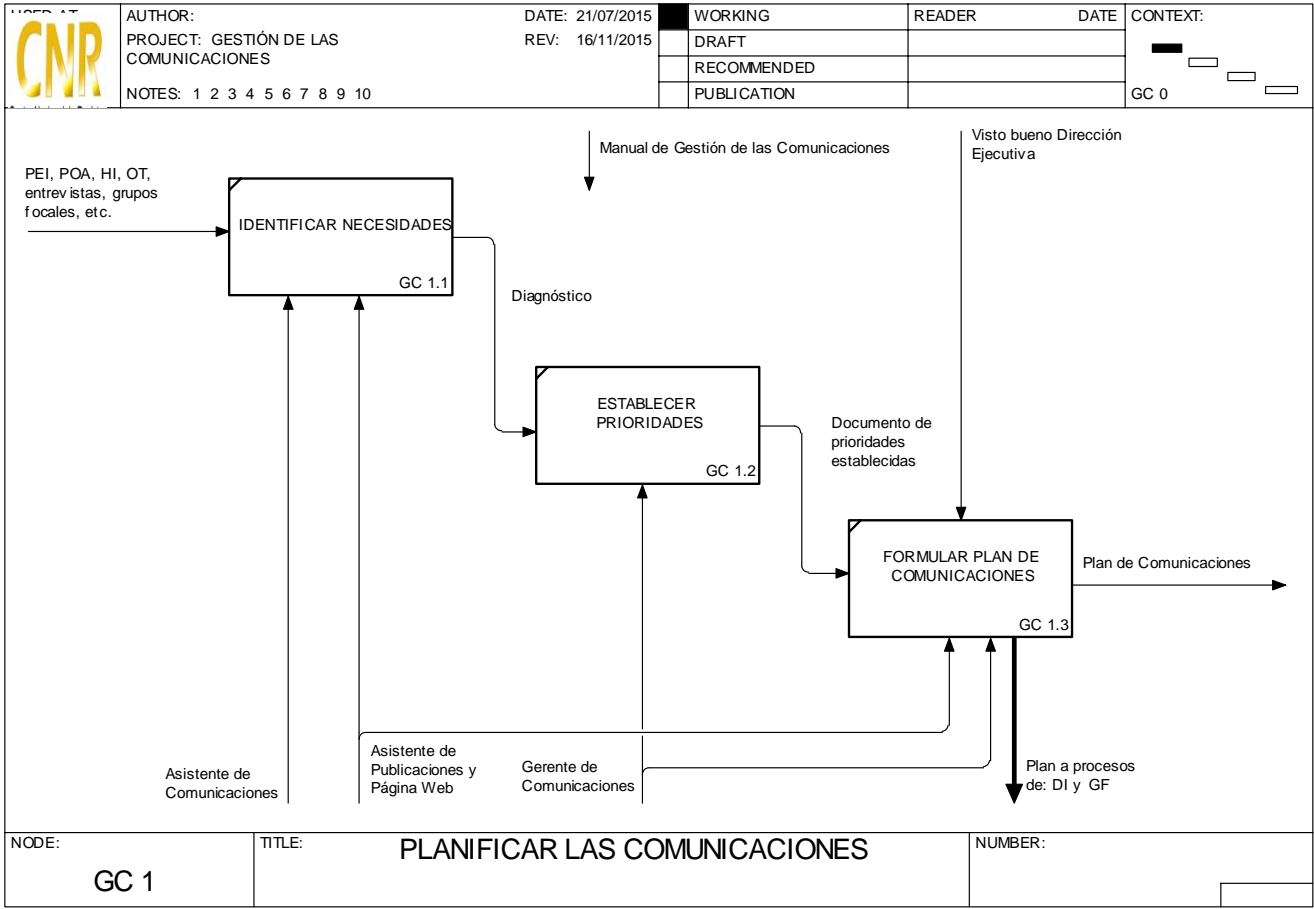 USED AT
CNR
AUTHOR:
DATE: 21/07/2015
PROJECT: GESTIÓN DE LAS
COMUNICACIONES
REV: 16/11/2015
NOTES: 1 2 3 4 5 6 7 8 9 10
WORKING
DRAFT
RECOMMENDED
PUBLICATION
READER DATE
CONTEXT:
GC 0
PEI, POA, HI, OT,
entrevistas, grupos
focales, etc.
Manual de Gestión de las Comunicaciones
Visto bueno Dirección
Ejecutiva
IDENTIFICAR NECESIDADES
GC 1.1
Diagnóstico
ESTABLECER
PRIORIDADES
GC 1.2
Documento de
prioridades
establecidas
FORMULAR PLAN DE
COMUNICACIONES
GC 1.3
Plan de Comunicaciones
Asistente de
Comunicaciones
Asistente de
Publicaciones y
Página Web
Gerente de
Comunicaciones
Plan a procesos
de: DI y GF
NODE:
GC 1
TITLE:
PLANIFICAR LAS COMUNICACIONES
NUMBER: